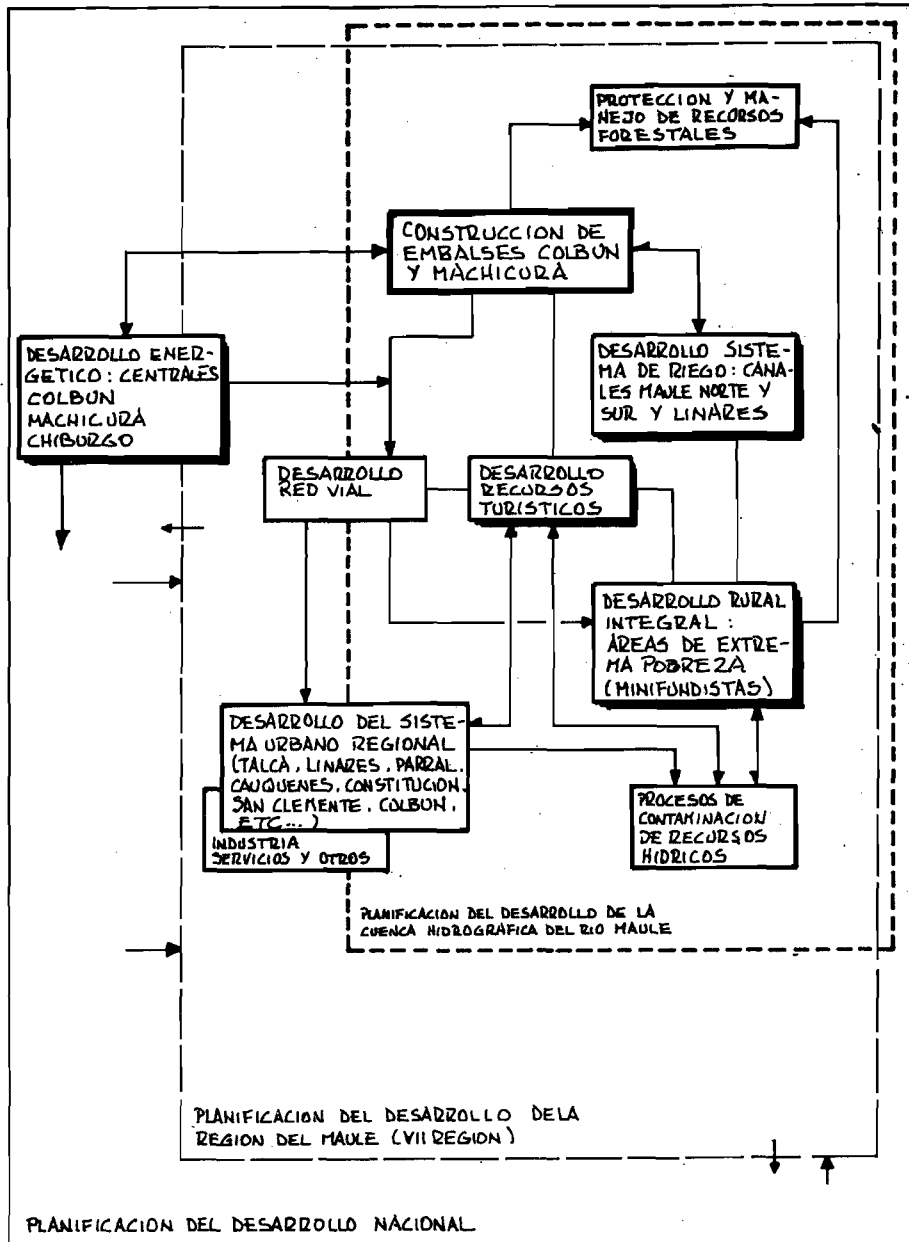 PROTECCION Y MA-
NEJO DE RECURSOS
FORESTALES
CONSTRUCCION DE
EMBALSES COLBUN
Y MACHICURA
DESARROLLO ENER-
GETICO: CENTRALES
COLBUN
MACHICURA
CHIBURGO
DESARROLLO SISTE-
MA DE RIEGO: CANA-
LES MAULE NORTE Y
SUR Y LINARES
DESARROLLO
RED VIAL
DESARROLLO
RECURSOS
TURÍSTICOS
DESARROLLO RURAL
INTEGRAL :
AREAS DE EXTRE-
MA POBREZA
(MINIFUNDISTAS)
DESARROLLO DEL SISTE-
MA URBANO REGIONAL
(TALCA, LINARES, PARRAL,
CAUQUENES, CONSTITUCION,
SAN CLEMENTE, COLBUN,
ETC...)
INDUSTRIA
SERVICIOS Y OTROS
PROCESOS DE
CONTAMINACION
DE RECURSOS
HIDRICOS
PLANIFICACION DEL DESARROLLO DE LA
CUENCA HIDROGRÁFICA DEL RIO MAULE
PLANIFICACION DEL DESARROLLO DELA
REGION DEL MAULE (VII REGION)
PLANIFICACION DEL DESARROLLO NACIONAL